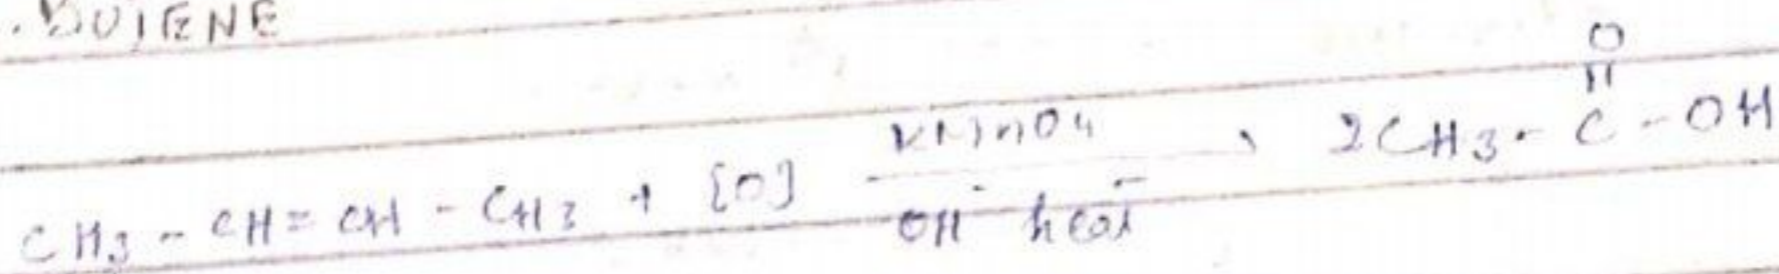 . BUTENE
CH3 - CH = CH - CH3 + [O] KMnO4 OH- heat → 2CH3 - C - OH
O